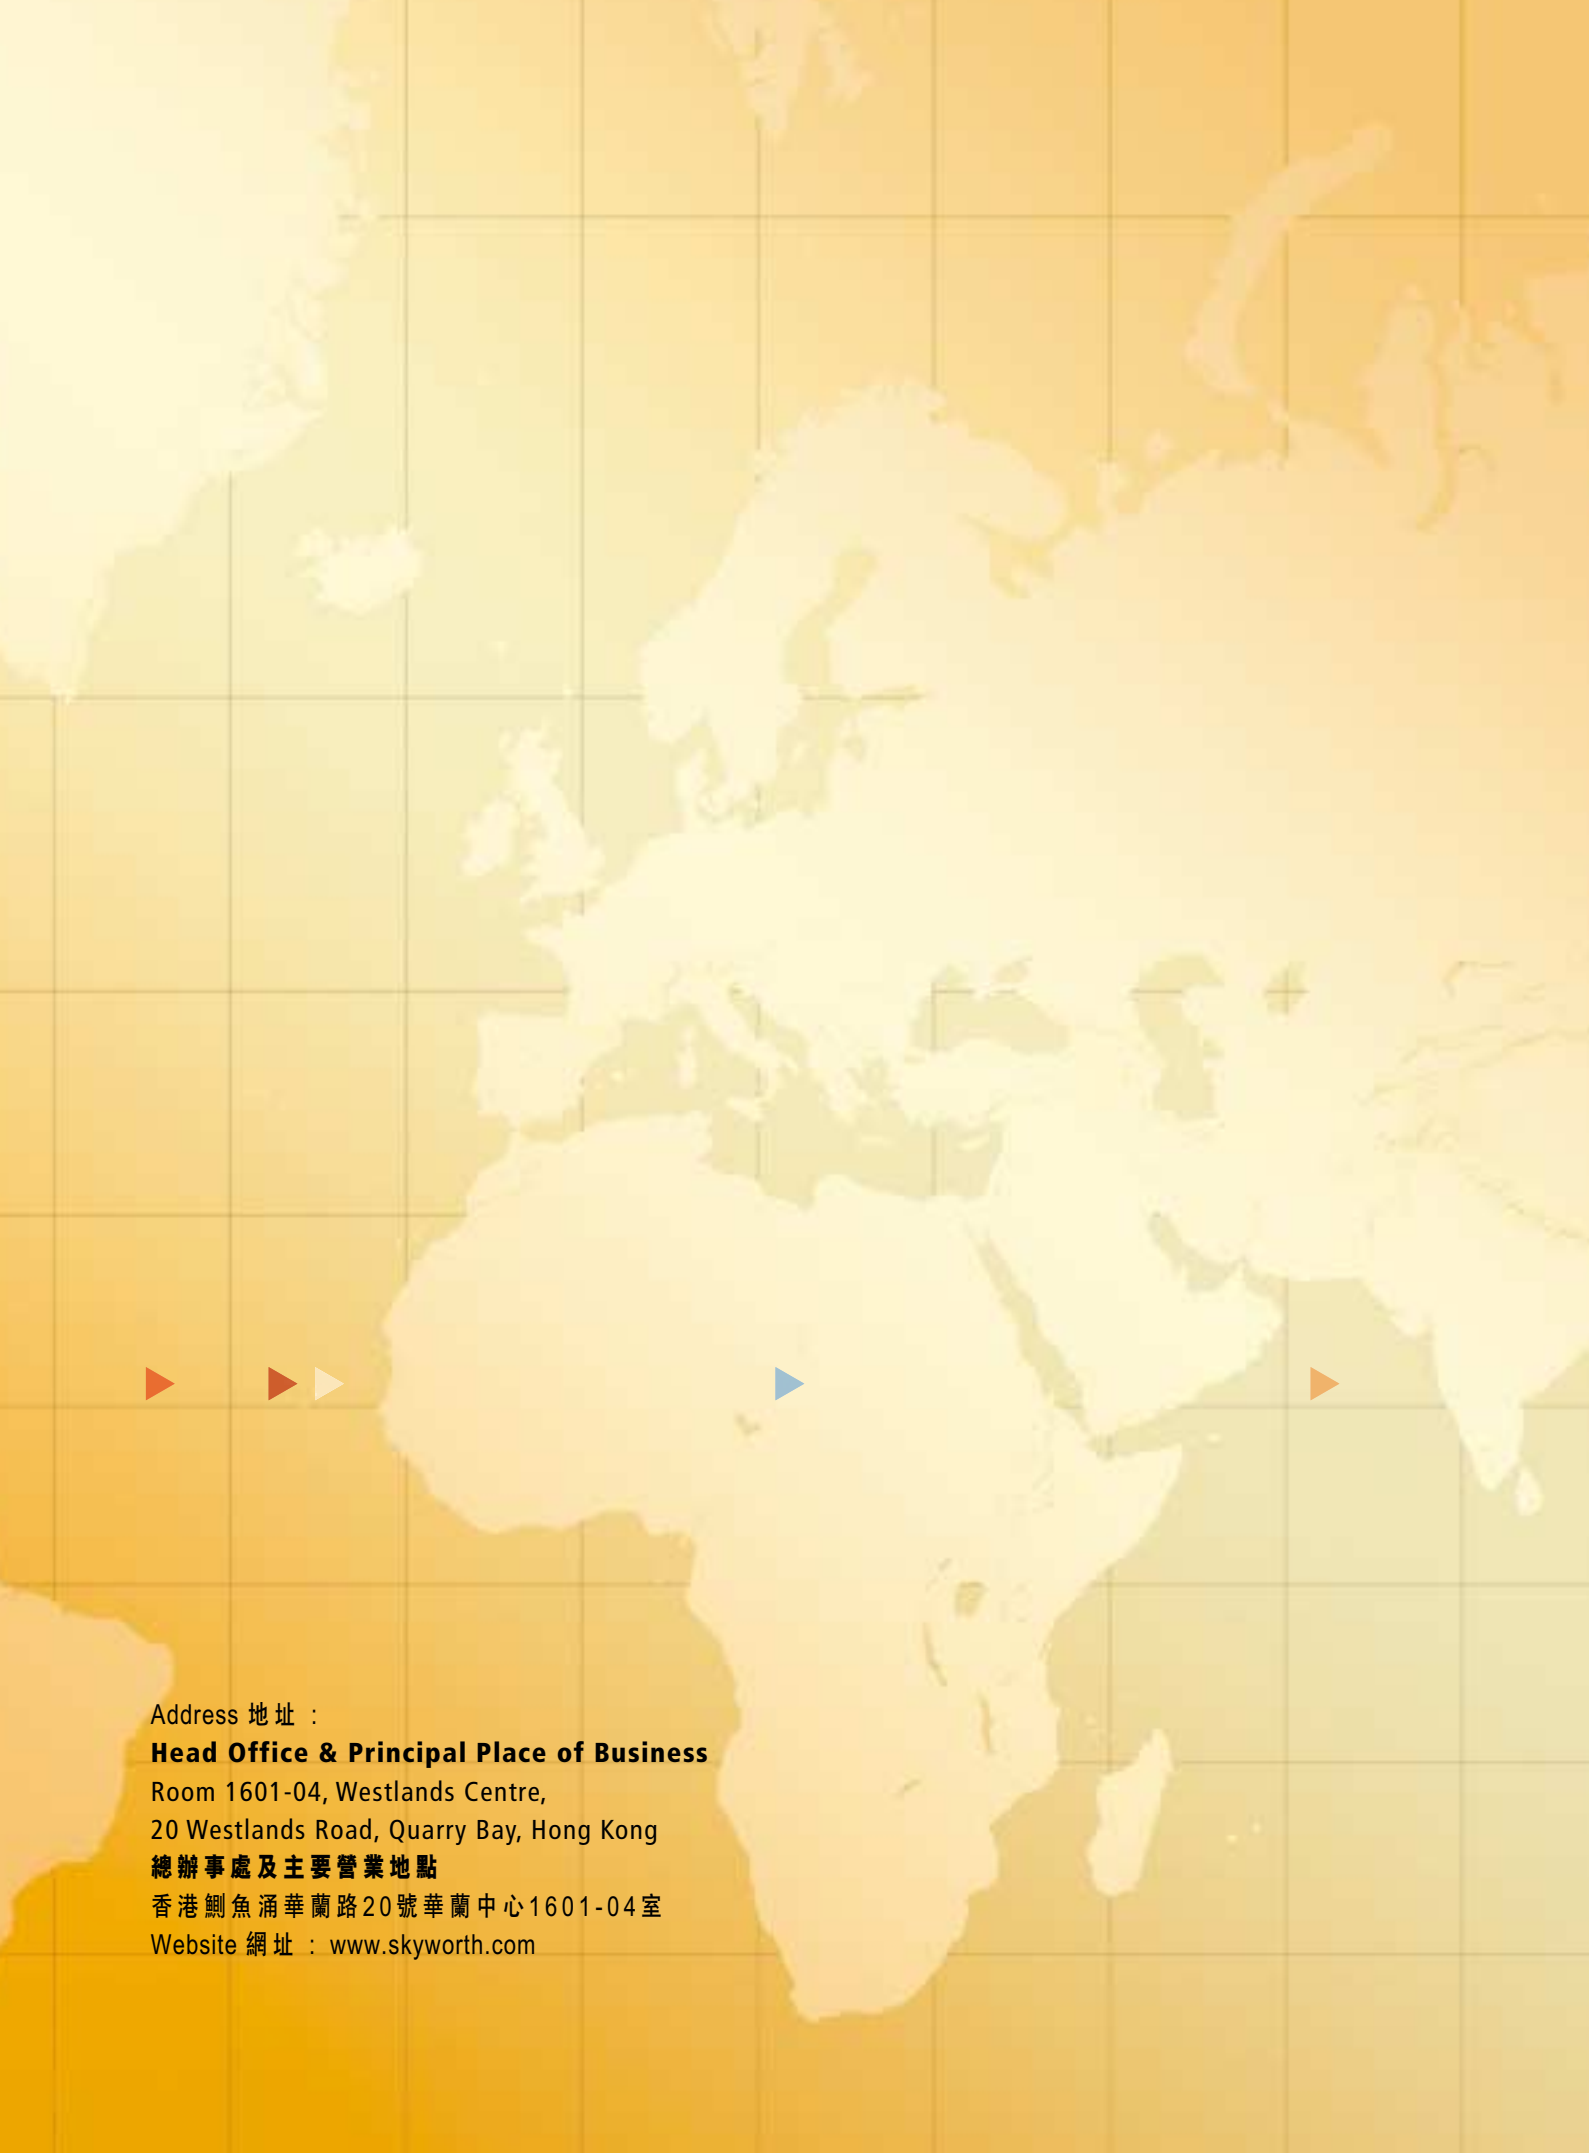 Address 地址 :
Head Office & Principal Place of Business
Room 1601-04, Westlands Centre,
20 Westlands Road, Quarry Bay, Hong Kong
總辦事處及主要營業地點
香港鰂魚涌華蘭路20號華蘭中心1601-04室
Website 網址 : www.skyworth.com